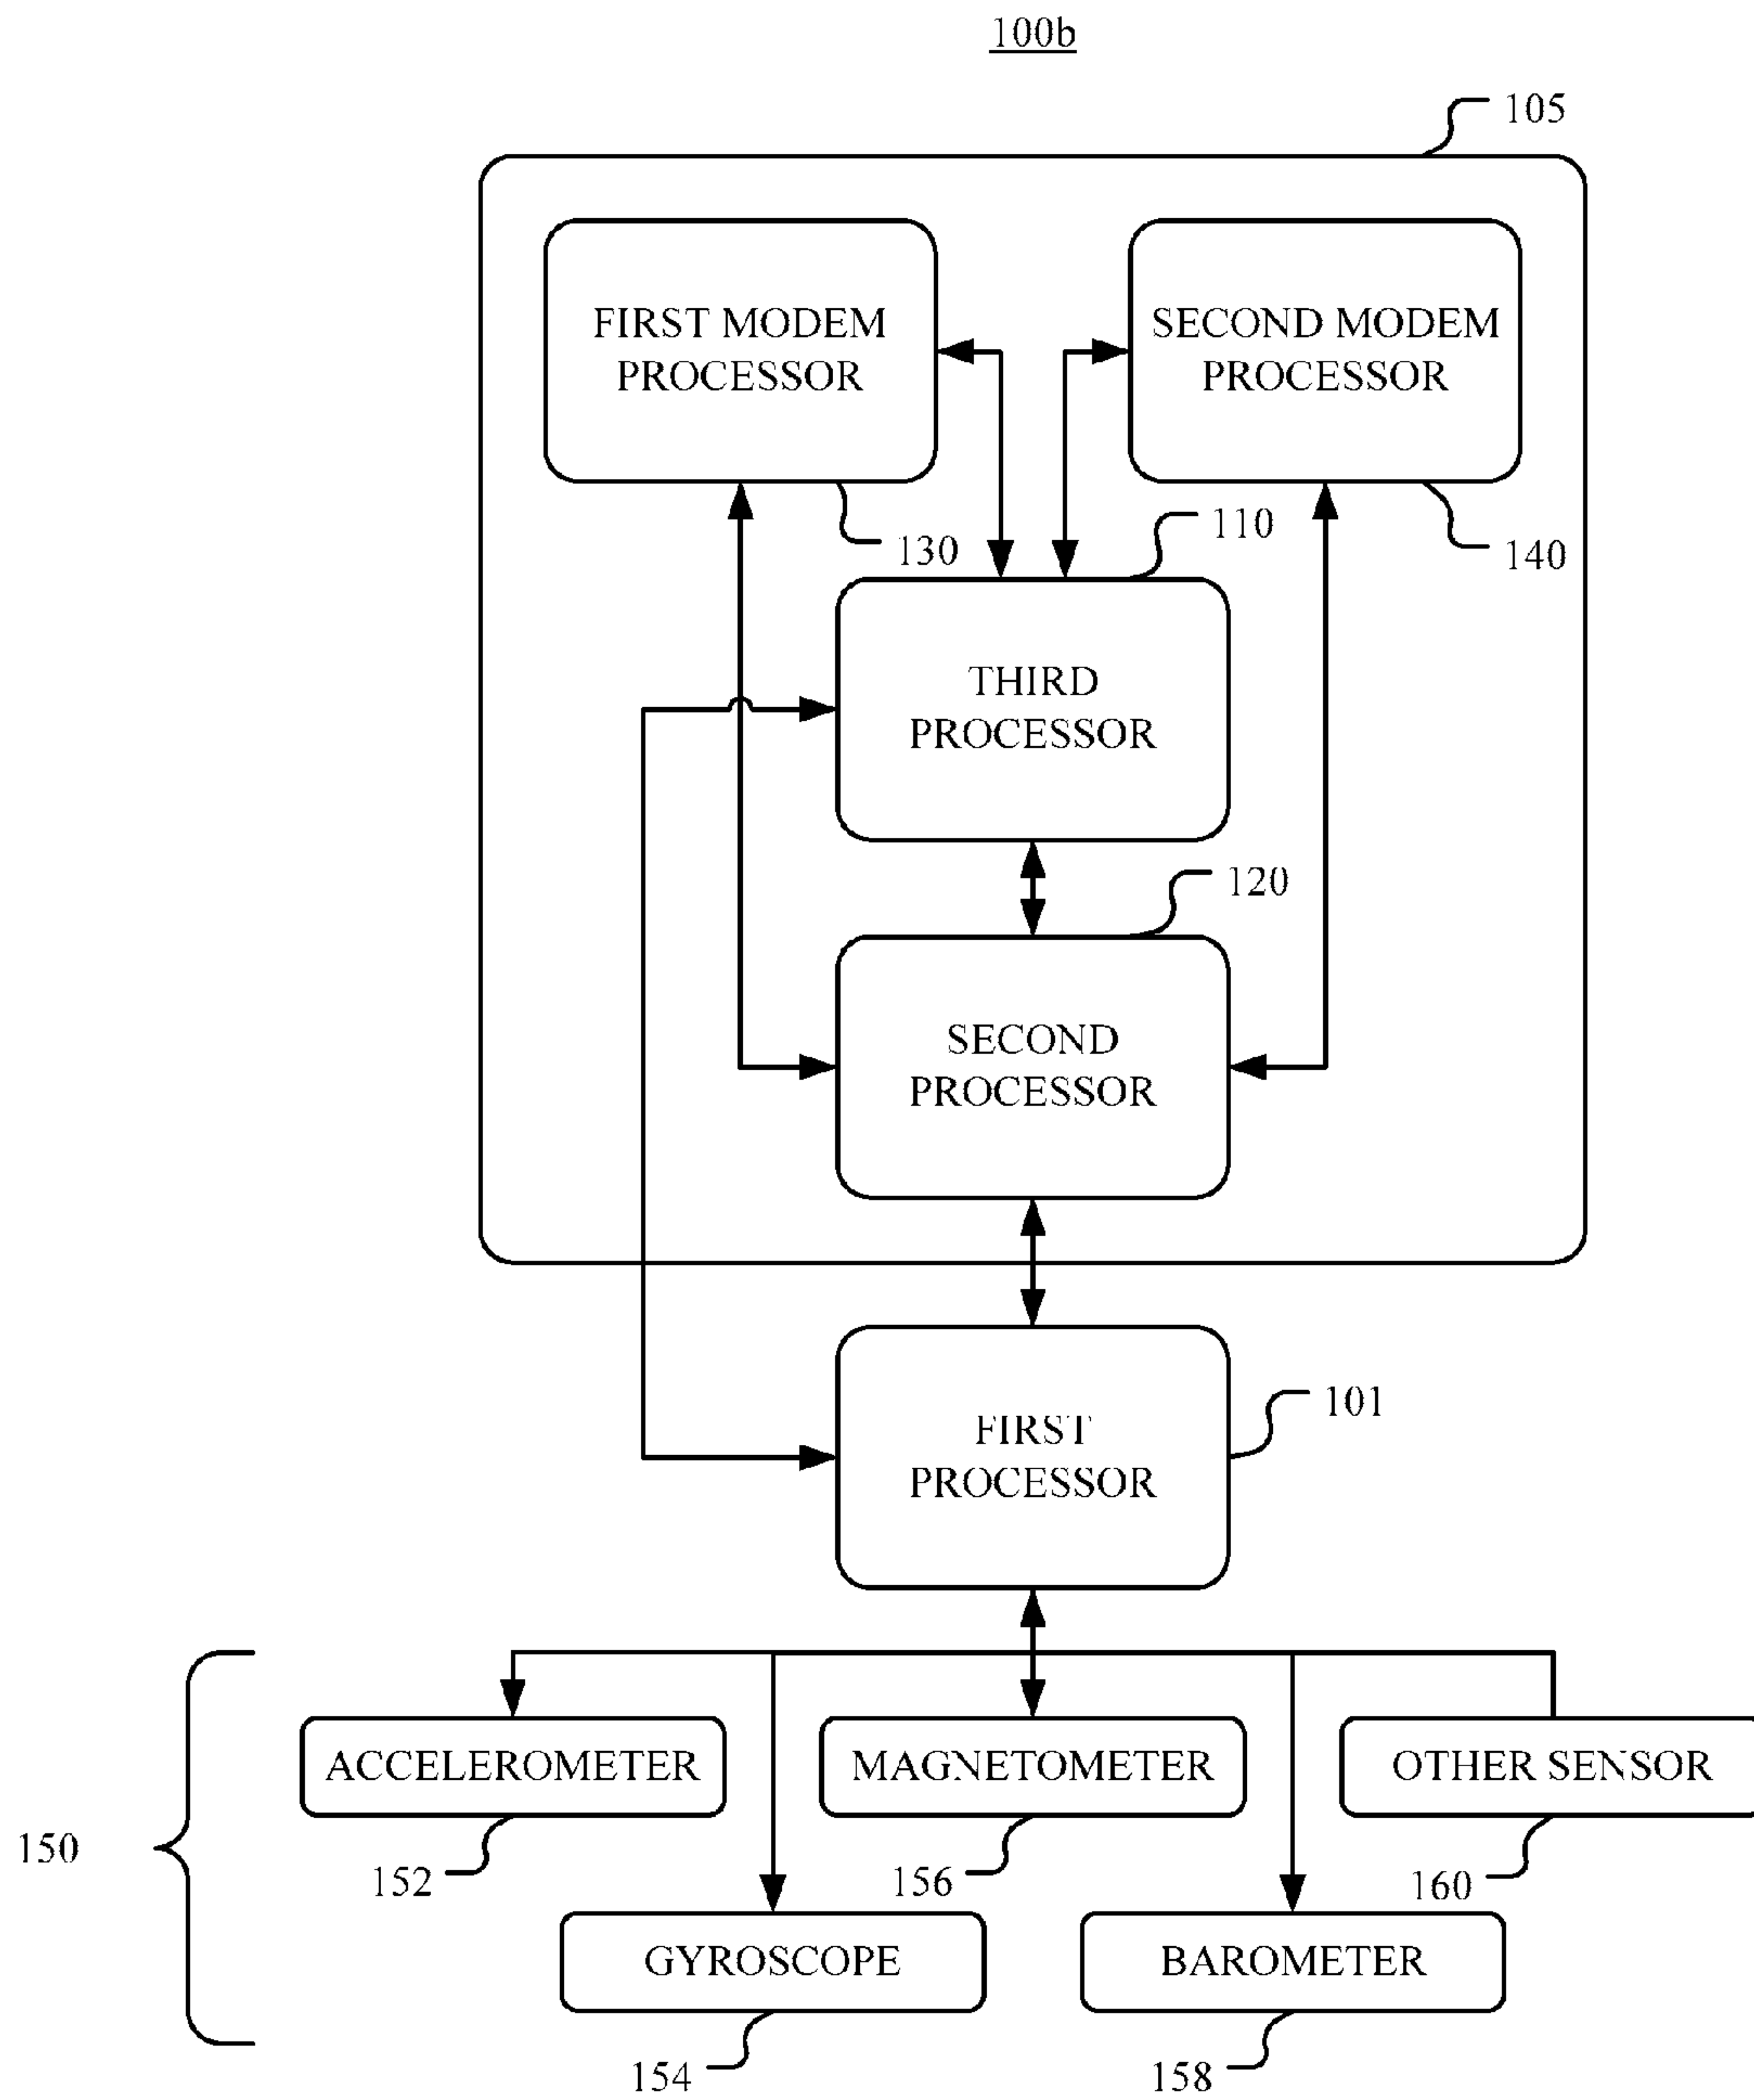 100b
105
FIRST MODEM
PROCESSOR
SECOND MODEM
PROCESSOR
130
110
140
THIRD
PROCESSOR
120
SECOND
PROCESSOR
FIRST
PROCESSOR
101
150
ACCELEROMETER
MAGNETOMETER
OTHER SENSOR
152
156
160
GYROSCOPE
BAROMETER
154
158